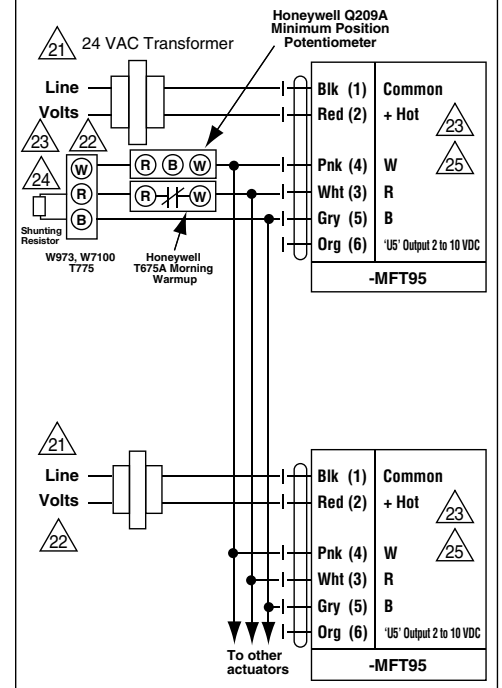 Honeywell Q209A
Minimum Position
Potentiometer
21
24 VAC Transformer
Line
Volts
Blk (1) Common
Red (2) + Hot
23
23
22
24
W
R
B
R B W
R W
Pnk (4) W
25
Wht (3) R
Gry (5) B
Org (6) 'U5' Output 2 to 10 VDC
Shunting
Resistor
W973, W7100
T775
Honeywell
T675A Morning
Warmup
-MFT95
21
Line
Volts
22
Blk (1) Common
Red (2) + Hot
23
Pnk (4) W
25
Wht (3) R
Gry (5) B
Org (6) 'U5' Output 2 to 10 VDC
To other
actuators
-MFT95